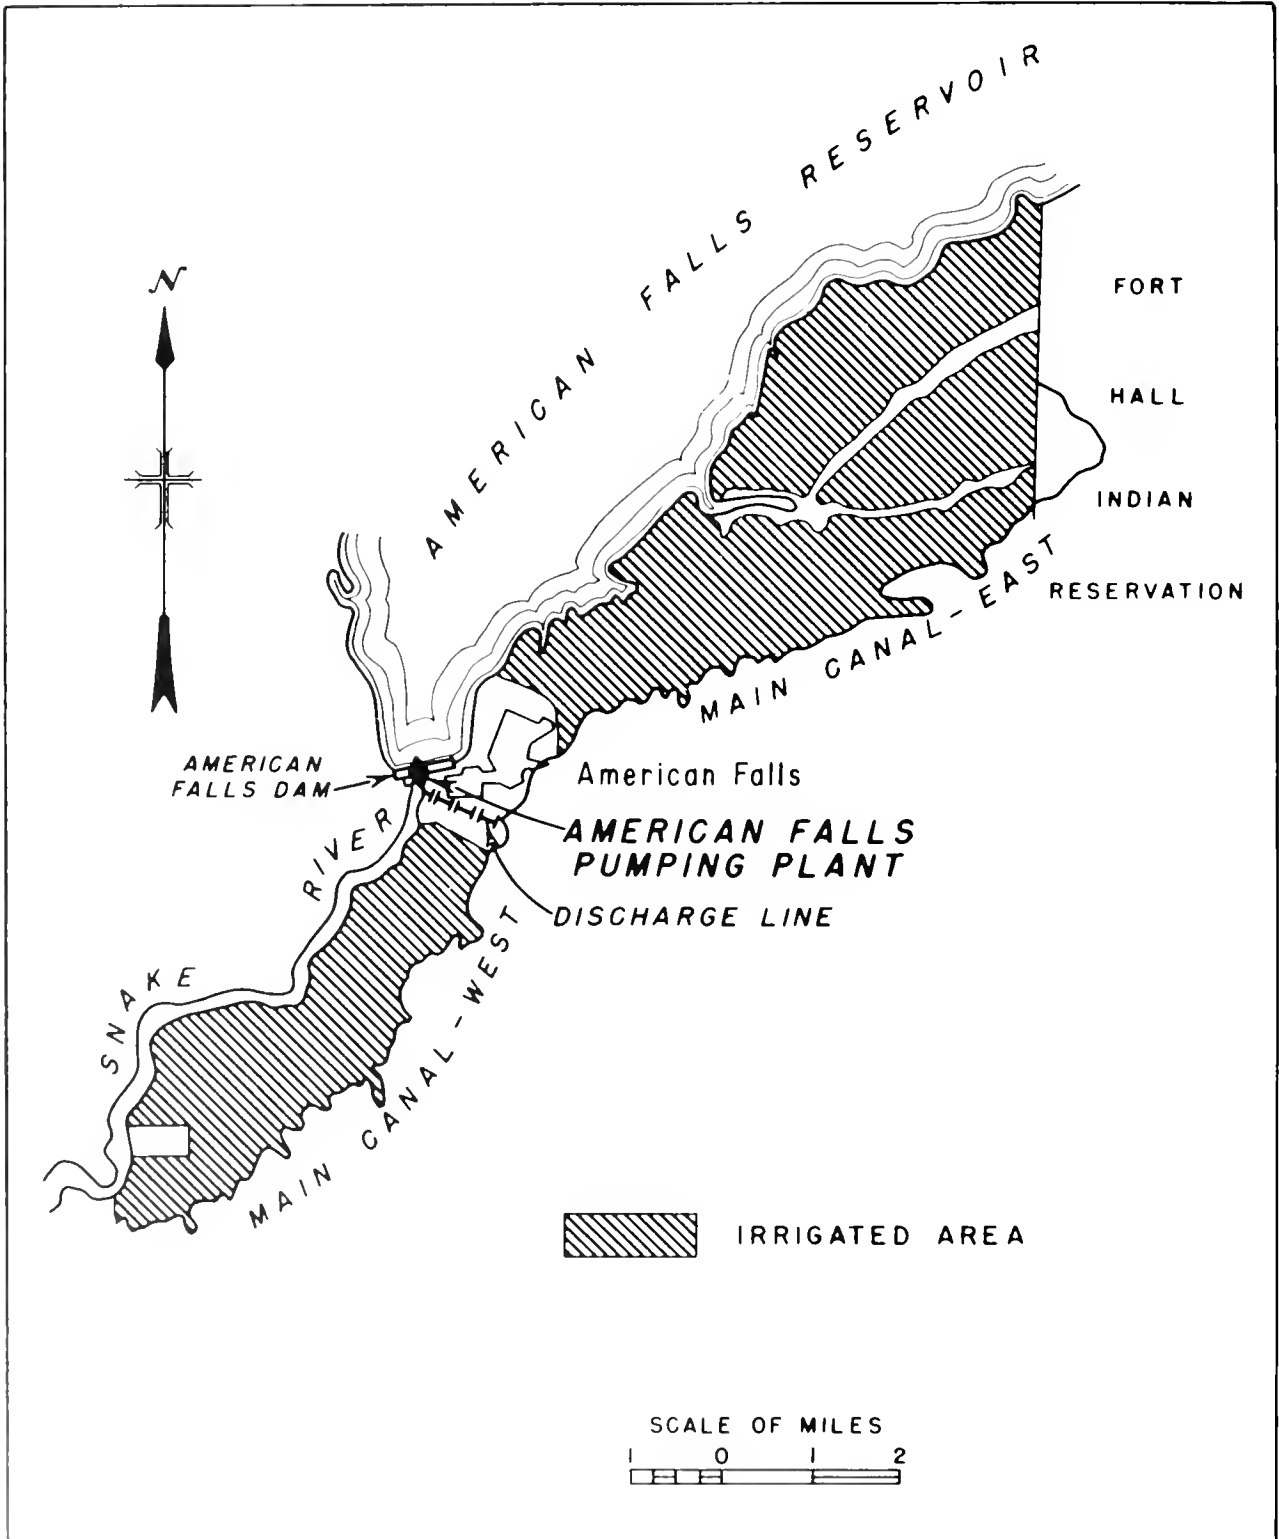 AMERICAN FALLS RESERVOIR
N
FORT
HALL
INDIAN
RESERVATION
MAIN CANAL-EAST
AMERICAN
FALLS DAM
American Falls
AMERICAN FALLS
PUMPING PLANT
DISCHARGE LINE
SNAKE RIVER
MAIN CANAL-WEST
IRRIGATED AREA
SCALE OF MILES
1 0 1 2